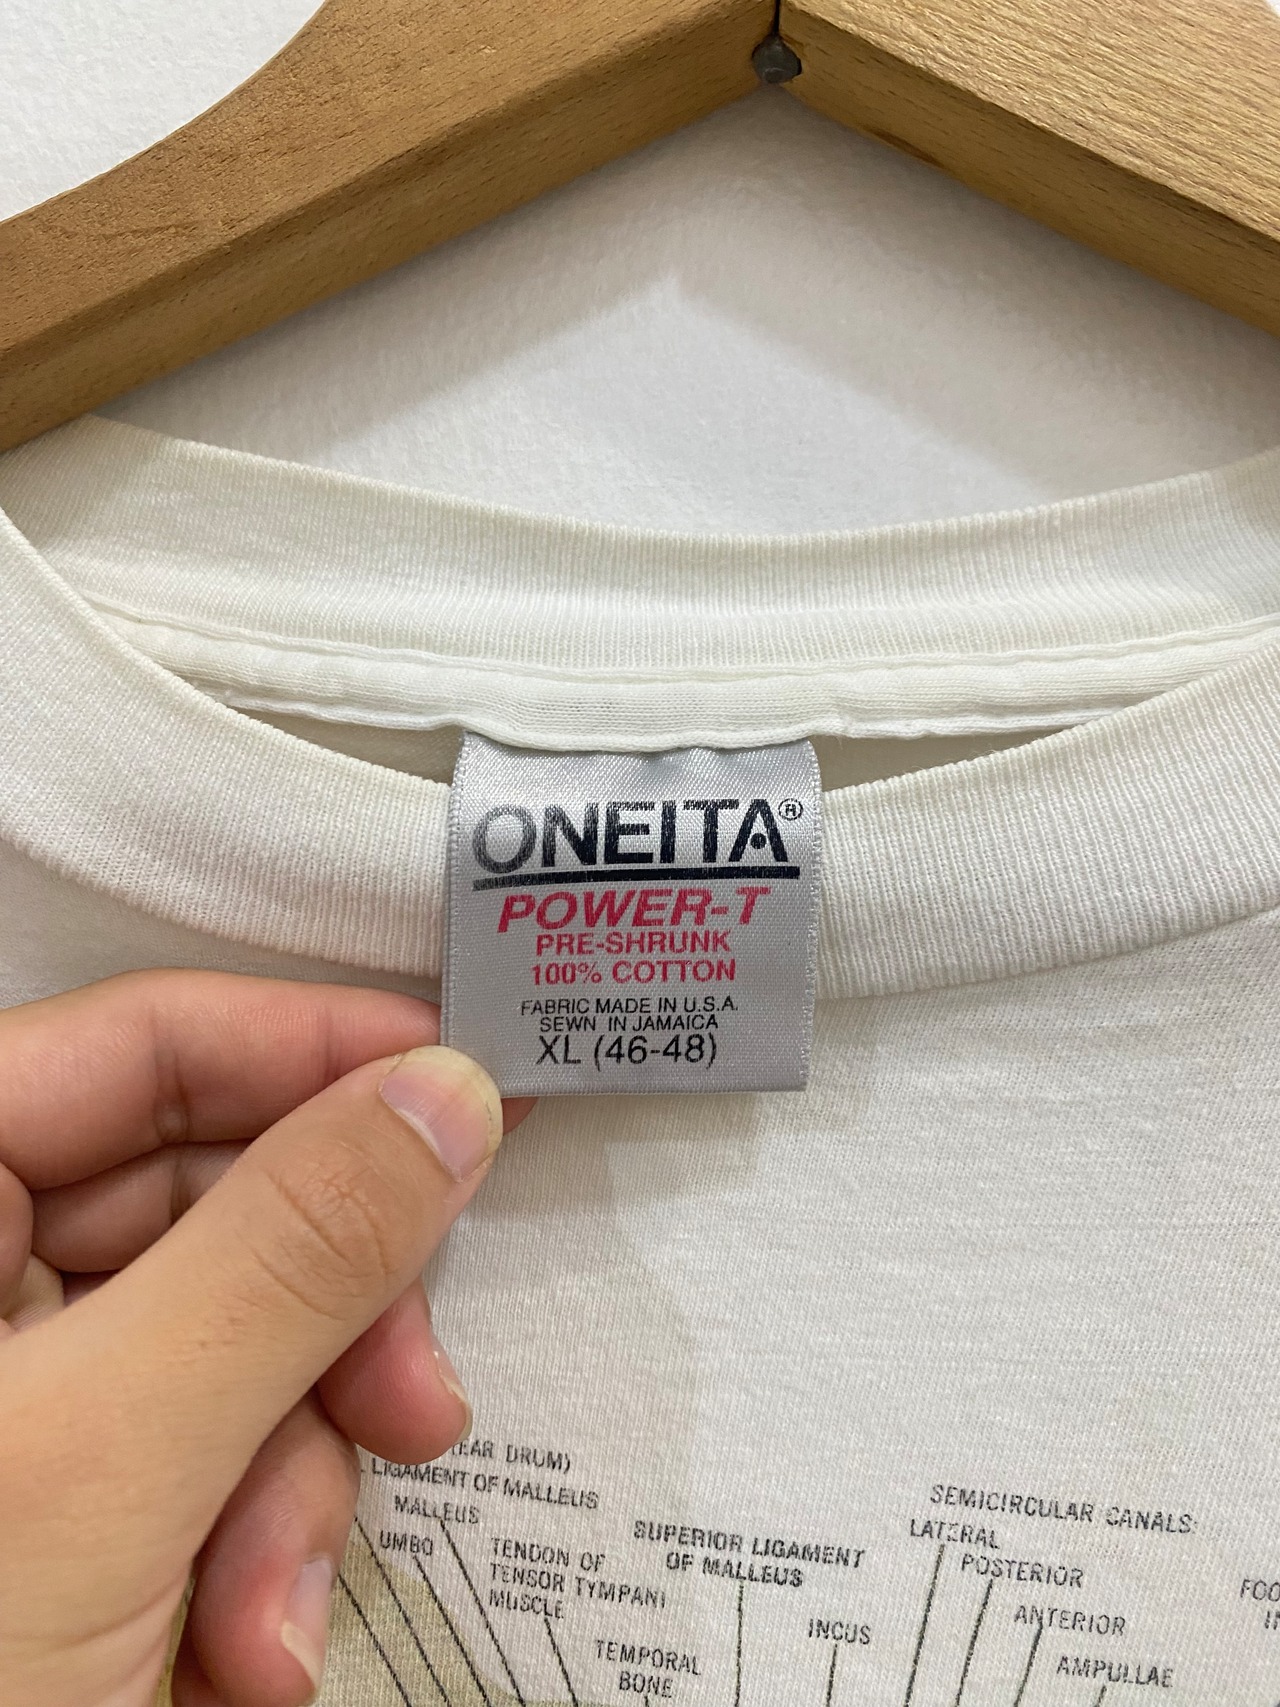 ONEITA®
POWER-T
PRE-SHRUNK
100% COTTON
FABRIC MADE IN U.S.A.
SEWN IN JAMAICA
XL (46-48)
(EAR DRUM)
LIGAMENT OF MALLEUS
MALLEUS
UMBO
TENDON OF
TENSOR TYMPANI
MUSCLE
SUPERIOR LIGAMENT
OF MALLEUS
TEMPORAL
BONE
INCUS
SEMICIRCULAR CANALS:
LATERAL
POSTERIOR
ANTERIOR
AMPULLAE